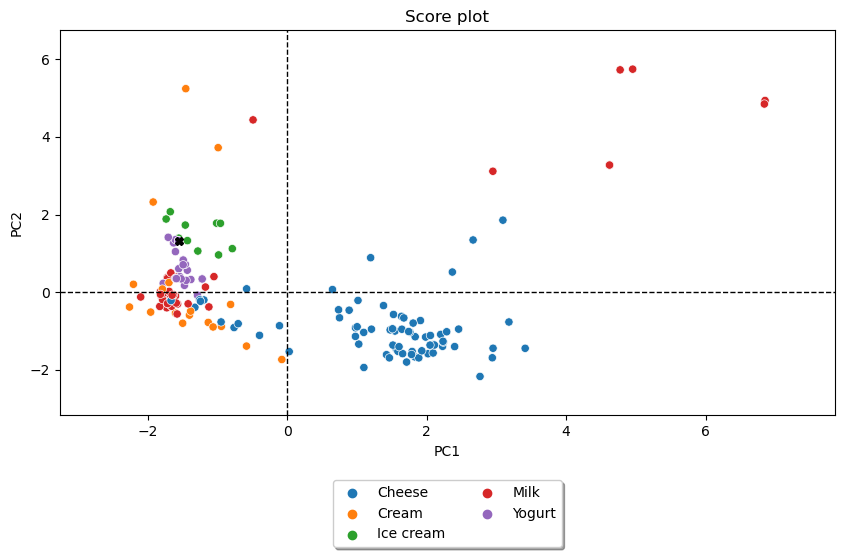 Score plot
PC2
6
4
2
0
−2
−2 0 2 4 6
PC1
Cheese Milk
Cream Yogurt
Ice cream